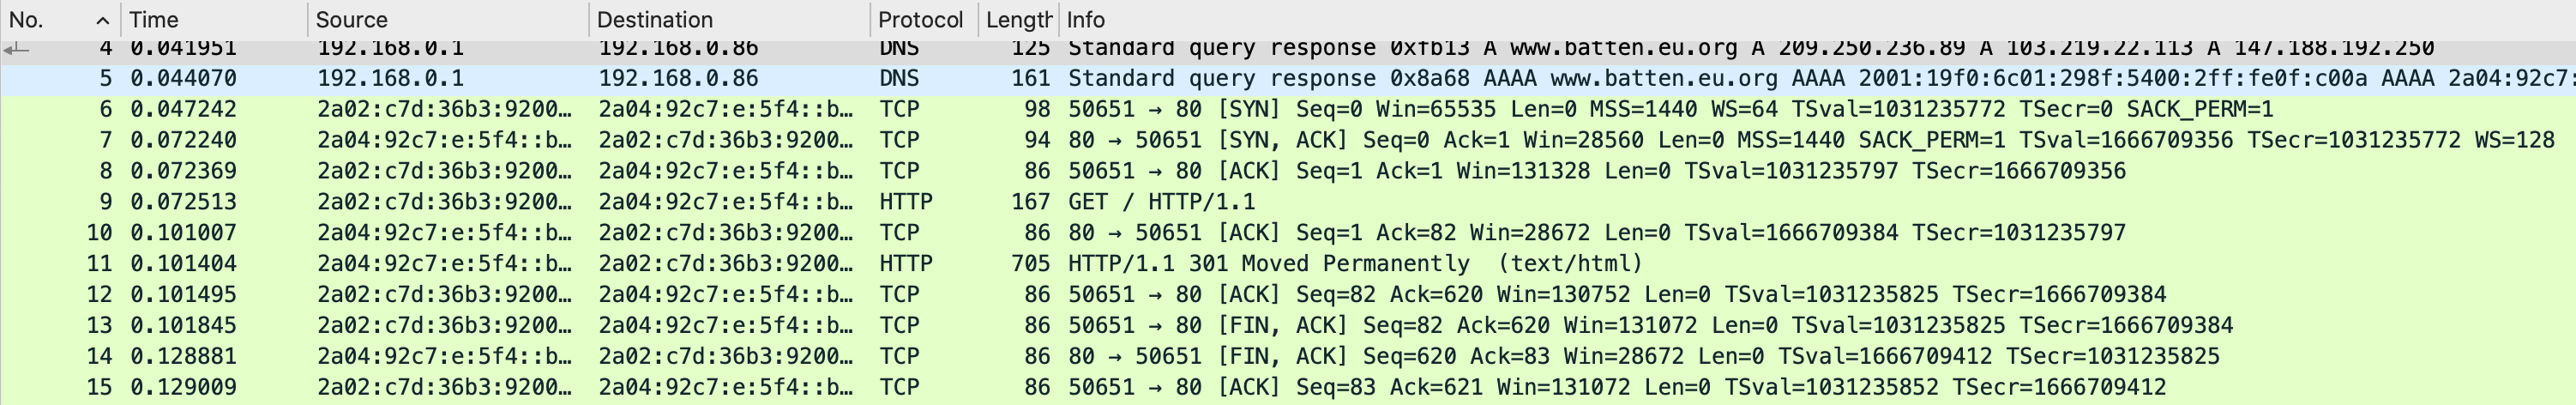 No. Time Source Destination Protocol Length Info
4 0.041951 192.168.0.1 192.168.0.86 DNS 125 Standard query response 0xfb13 A www.batten.eu.org A 209.250.236.89 A 103.219.22.113 A 147.188.192.250
5 0.044070 192.168.0.1 192.168.0.86 DNS 161 Standard query response 0x8a68 AAAA www.batten.eu.org AAAA 2001:19f0:6c01:298f:5400:2ff:fe0f:c00a AAAA 2a04:92c7:
6 0.047242 2a02:c7d:36b3:9200… 2a04:92c7:e:5f4::b… TCP 98 50651 → 80 [SYN] Seq=0 Win=65535 Len=0 MSS=1440 WS=64 TSval=1031235772 TSecr=0 SACK_PERM=1
7 0.072240 2a04:92c7:e:5f4::b… 2a02:c7d:36b3:9200… TCP 94 80 → 50651 [SYN, ACK] Seq=0 Ack=1 Win=28560 Len=0 MSS=1440 SACK_PERM=1 TSval=1666709356 TSecr=1031235772 WS=128
8 0.072369 2a02:c7d:36b3:9200… 2a04:92c7:e:5f4::b… TCP 86 50651 → 80 [ACK] Seq=1 Ack=1 Win=131328 Len=0 TSval=1031235797 TSecr=1666709356
9 0.072513 2a02:c7d:36b3:9200… 2a04:92c7:e:5f4::b… HTTP 167 GET / HTTP/1.1
10 0.101007 2a04:92c7:e:5f4::b… 2a02:c7d:36b3:9200… TCP 86 80 → 50651 [ACK] Seq=1 Ack=82 Win=28672 Len=0 TSval=1666709384 TSecr=1031235797
11 0.101404 2a04:92c7:e:5f4::b… 2a02:c7d:36b3:9200… HTTP 705 HTTP/1.1 301 Moved Permanently (text/html)
12 0.101495 2a02:c7d:36b3:9200… 2a04:92c7:e:5f4::b… TCP 86 50651 → 80 [ACK] Seq=82 Ack=620 Win=130752 Len=0 TSval=1031235825 TSecr=1666709384
13 0.101845 2a02:c7d:36b3:9200… 2a04:92c7:e:5f4::b… TCP 86 50651 → 80 [FIN, ACK] Seq=82 Ack=620 Win=131072 Len=0 TSval=1031235825 TSecr=1666709384
14 0.128881 2a04:92c7:e:5f4::b… 2a02:c7d:36b3:9200… TCP 86 80 → 50651 [FIN, ACK] Seq=620 Ack=83 Win=28672 Len=0 TSval=1666709412 TSecr=1031235825
15 0.129009 2a02:c7d:36b3:9200… 2a04:92c7:e:5f4::b… TCP 86 50651 → 80 [ACK] Seq=83 Ack=621 Win=131072 Len=0 TSval=1031235852 TSecr=1666709412